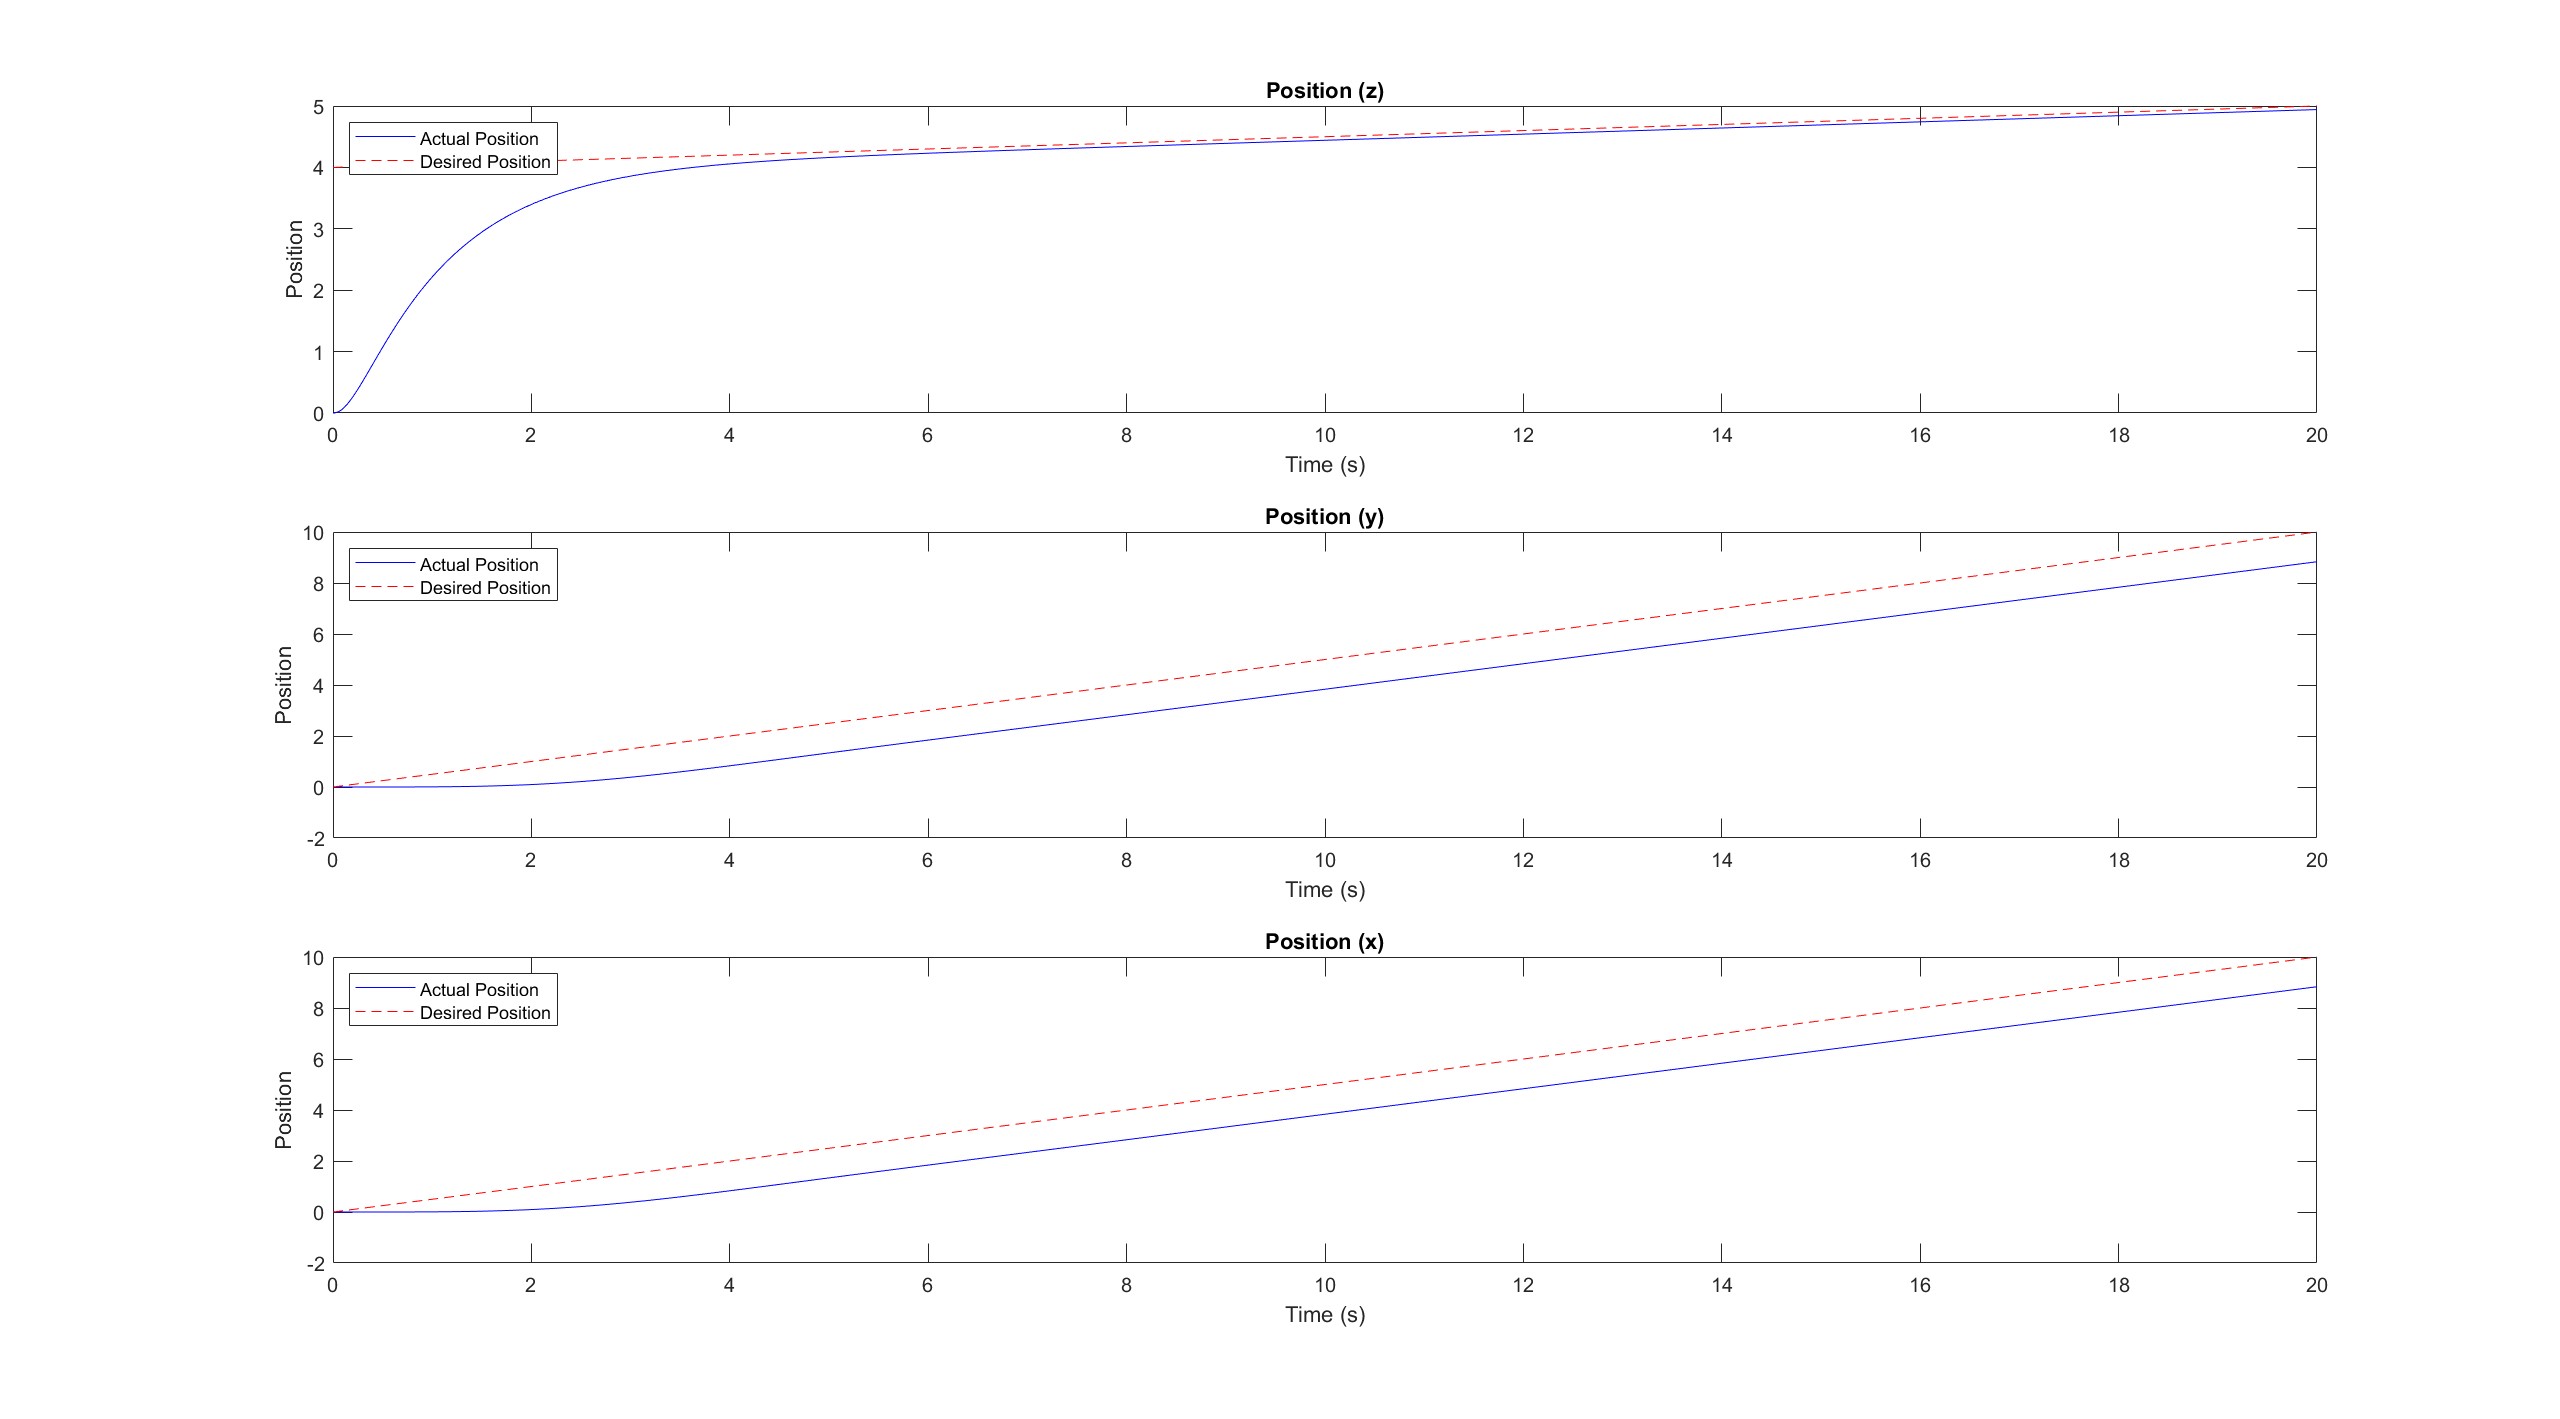 Position (z)
5
4
3
2
1
0
Position
Actual Position
Desired Position
0 2 4 6 8 10 12 14 16 18 20
Time (s)
Position (y)
10
8
6
4
2
0
-2
Position
Actual Position
Desired Position
0 2 4 6 8 10 12 14 16 18 20
Time (s)
Position (x)
10
8
6
4
2
0
-2
Position
Actual Position
Desired Position
0 2 4 6 8 10 12 14 16 18 20
Time (s)